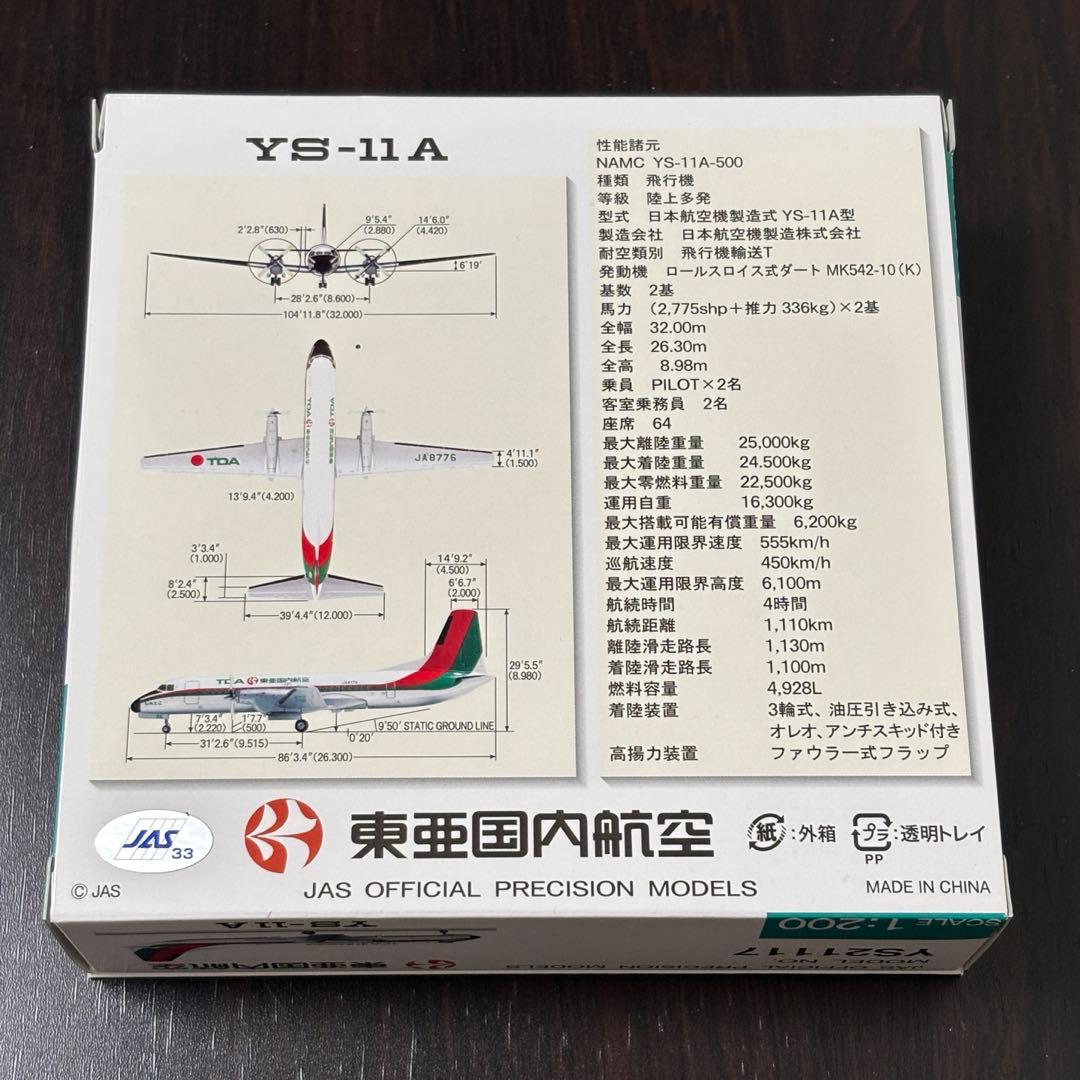 YS-11A
2'2.8"(630)
9'5.4"
(2.880)
14'6.0"
(4.420)
6°19'
28'2.6"(8.600)
104'11.8"(32.000)
TDA
JA8776
4'11.1"
(1.500)
13'9.4"(4.200)
3'3.4"
(1.000)
8'2.4"
(2.500)
39'4.4"(12.000)
14'9.2"
(4.500)
6'6.7"
(2.000)
29'5.5"
(8.980)
TDA 東亜国内航空
7'3.4"
(2.220)
1'7.7"
(500)
9°50' STATIC GROUND LINE
0°20'
31'2.6"(9.515)
86'3.4"(26.300)
性能諸元
NAMC YS-11A-500
種類 飛行機
等級 陸上多発
型式 日本航空機製造式 YS-11A型
製造会社 日本航空機製造株式会社
耐空類別 飛行機輸送T
発動機 ロールスロイス式ダート MK542-10(K)
基数 2基
馬力 (2,775shp+推力 336kg)×2基
全幅 32.00m
全長 26.30m
全高 8.98m
乗員 PILOT×2名
客室乗務員 2名
座席 64
最大離陸重量 25,000kg
最大着陸重量 24.500kg
最大零燃料重量 22,500kg
運用自重 16,300kg
最大搭載可能有償重量 6,200kg
最大運用限界速度 555km/h
巡航速度 450km/h
最大運用限界高度 6,100m
航続時間 4時間
航続距離 1,110km
離陸滑走路長 1,130m
着陸滑走路長 1,100m
燃料容量 4,928L
着陸装置 3輪式、油圧引き込み式、
オレオ、アンチスキッド付き
高揚力装置 ファウラー式フラップ
JAS 33
東亜国内航空
紙:外箱
プラ:透明トレイ
PP
© JAS
JAS OFFICIAL PRECISION MODELS
MADE IN CHINA
YS-11A
SCALE 1:200
東亜国内航空
JAS OFFICIAL PRECISION MODELS
MODEL NO.
YS21117